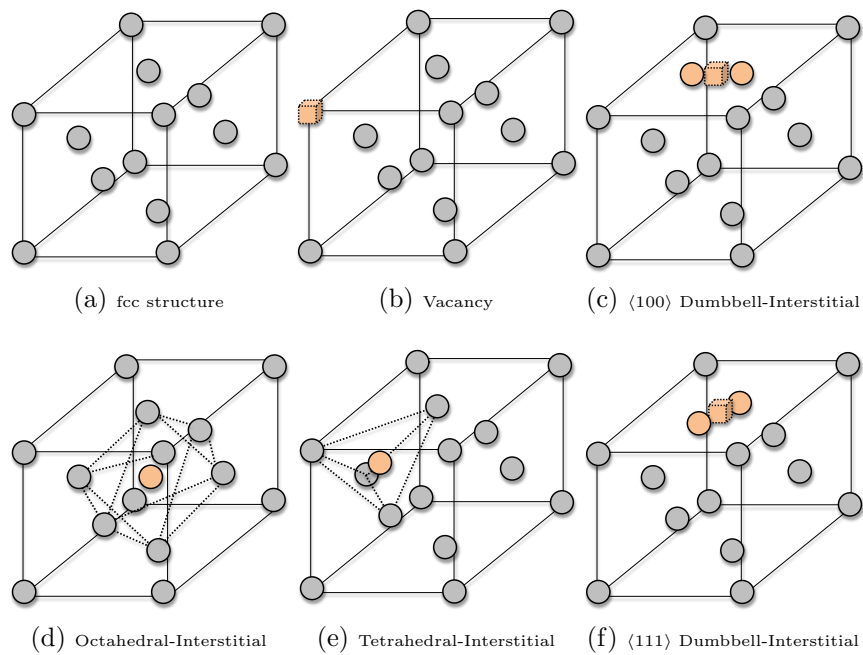 (a) fcc structure
(b) Vacancy
(c) ⟨100⟩ Dumbbell-Interstitial
(d) Octahedral-Interstitial
(e) Tetrahedral-Interstitial
(f) ⟨111⟩ Dumbbell-Interstitial